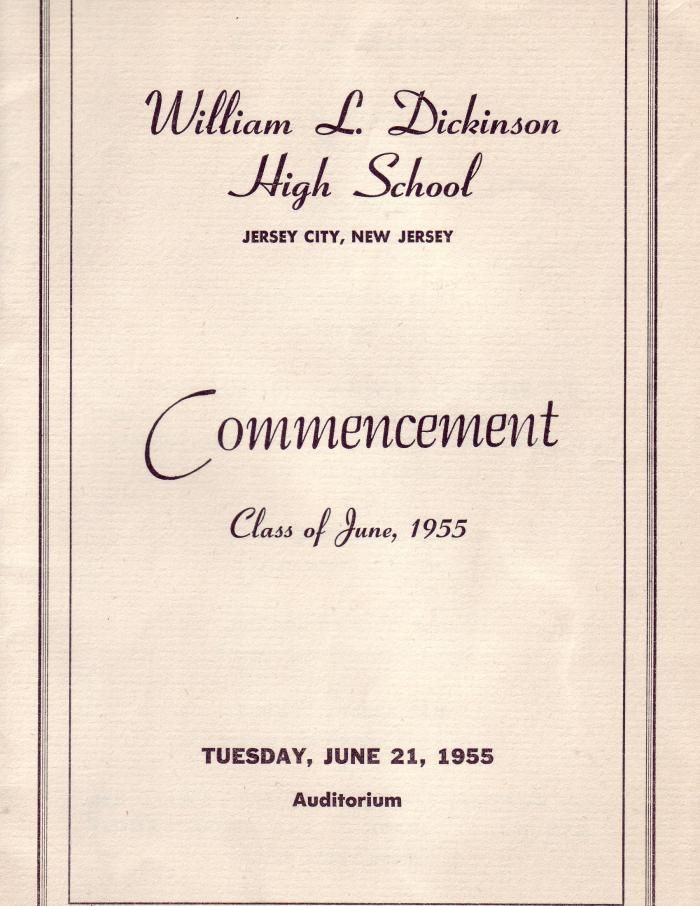 William L. Dickinson
High School
JERSEY CITY, NEW JERSEY
Commencement
Class of June, 1955
TUESDAY, JUNE 21, 1955
Auditorium